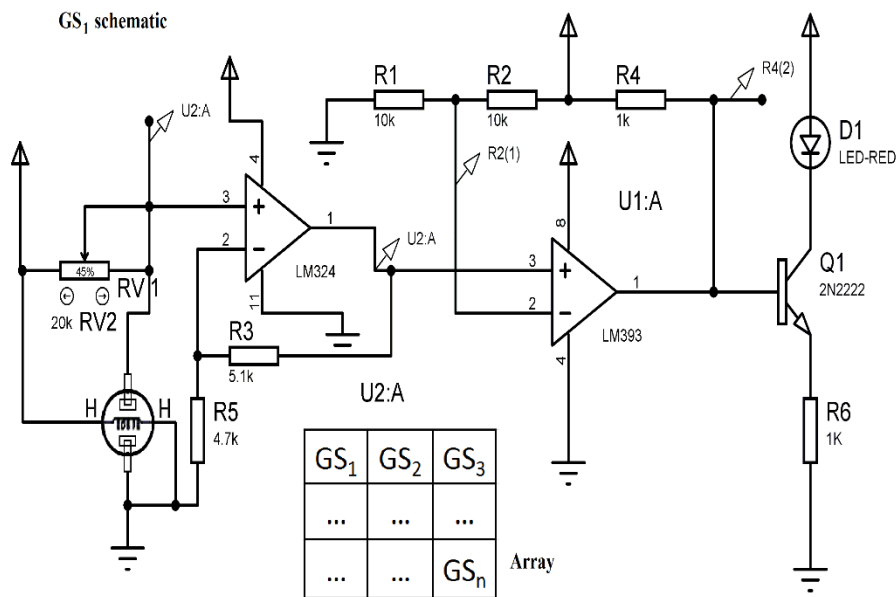 GS1 schematic
R1
10k
R2
10k
R4
1k
R4(2)
U2:A
4
3
2
1
11
LM324
R2(1)
U2:A
U1:A
8
3
2
1
4
LM393
D1
LED-RED
Q1
2N2222
45%
RV1
20k
RV2
R3
5.1k
U2:A
H
H
R5
4.7k
R6
1K
GS1 GS2 GS3
... ... ...
... ... GSn
Array